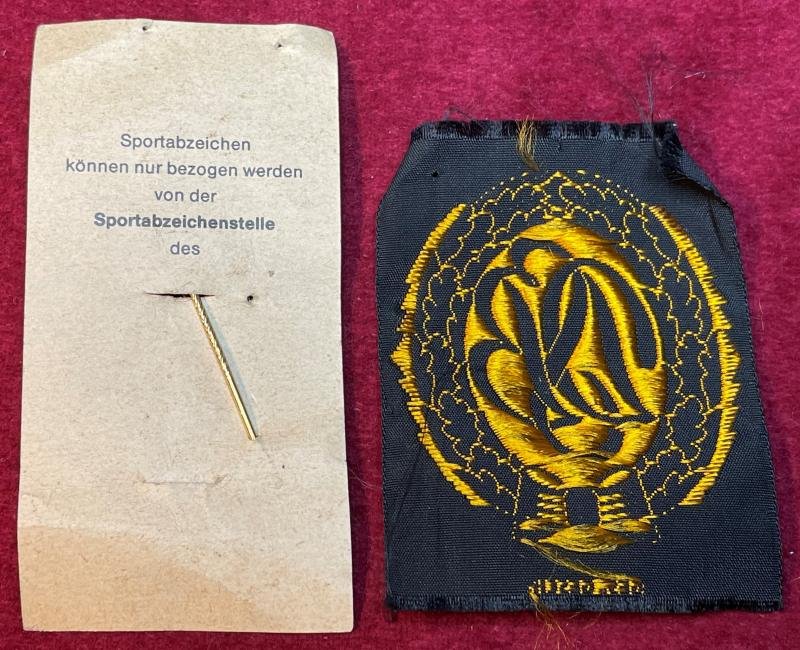 Sportabzeichen
können nur bezogen werden
von der
Sportabzeichenstelle
des